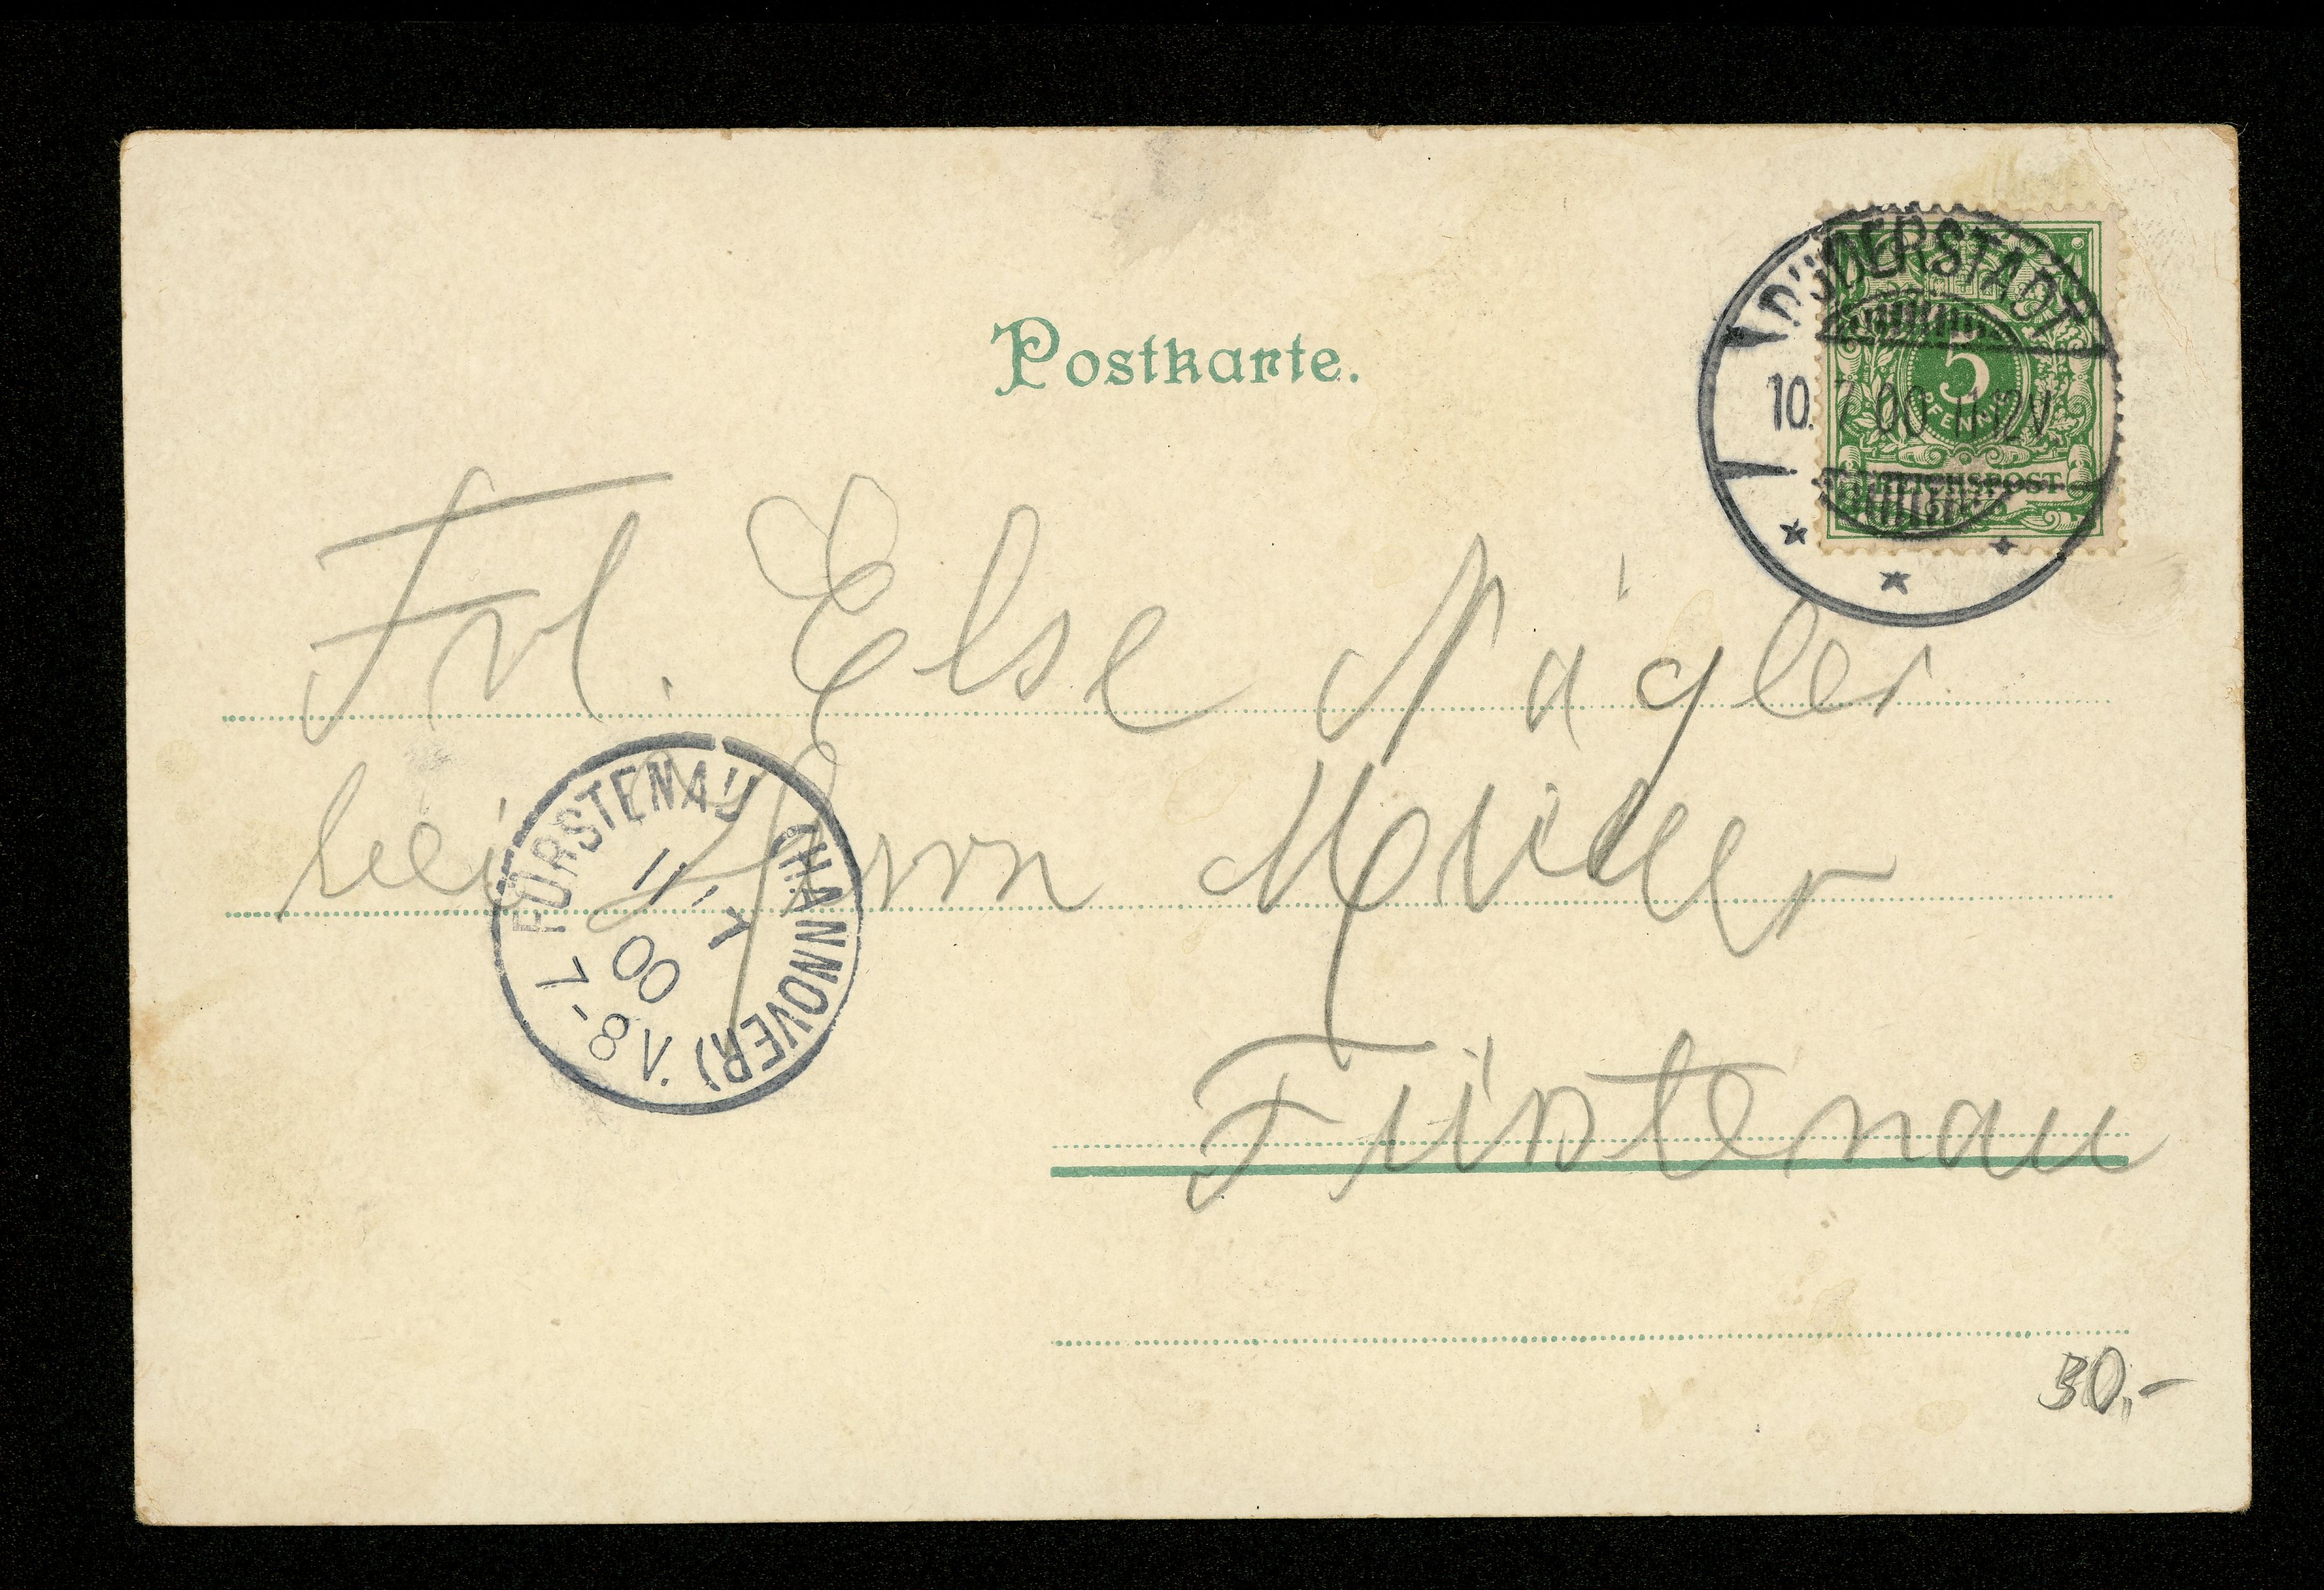 Postkarte.
DUDERSTADT
10.7.00 11-12V.
5
PFENNIG
REICHSPOST
Frl. Else Nägler
bei Herrn Müller
FÜRSTENAU (HANNOVER)
11.7.
00
7-8V.
Fürstenau
30,-